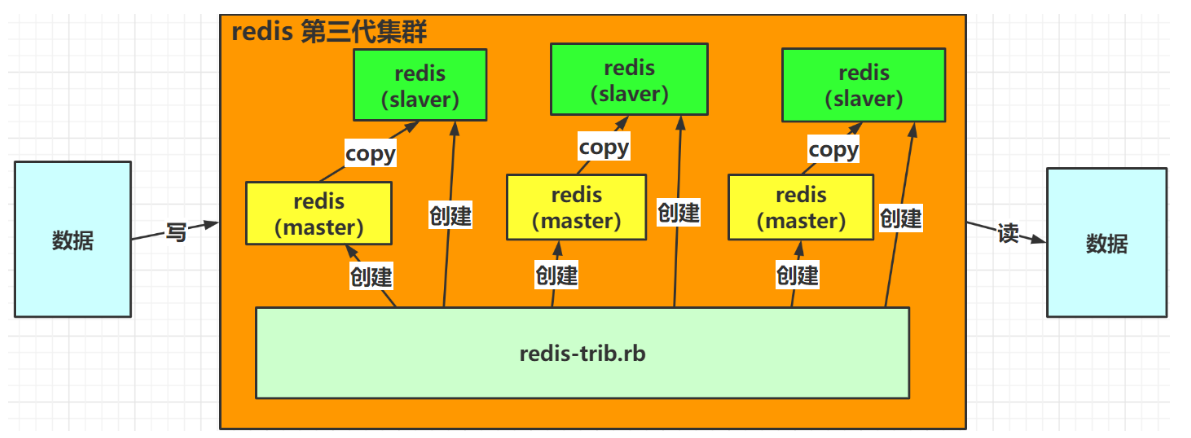 redis 第三代集群
redis
(slaver)
redis
(slaver)
redis
(slaver)
copy
copy
copy
redis
(master)
redis
(master)
redis
(master)
创建
创建
创建
数据
写
读
数据
创建
创建
创建
redis-trib.rb